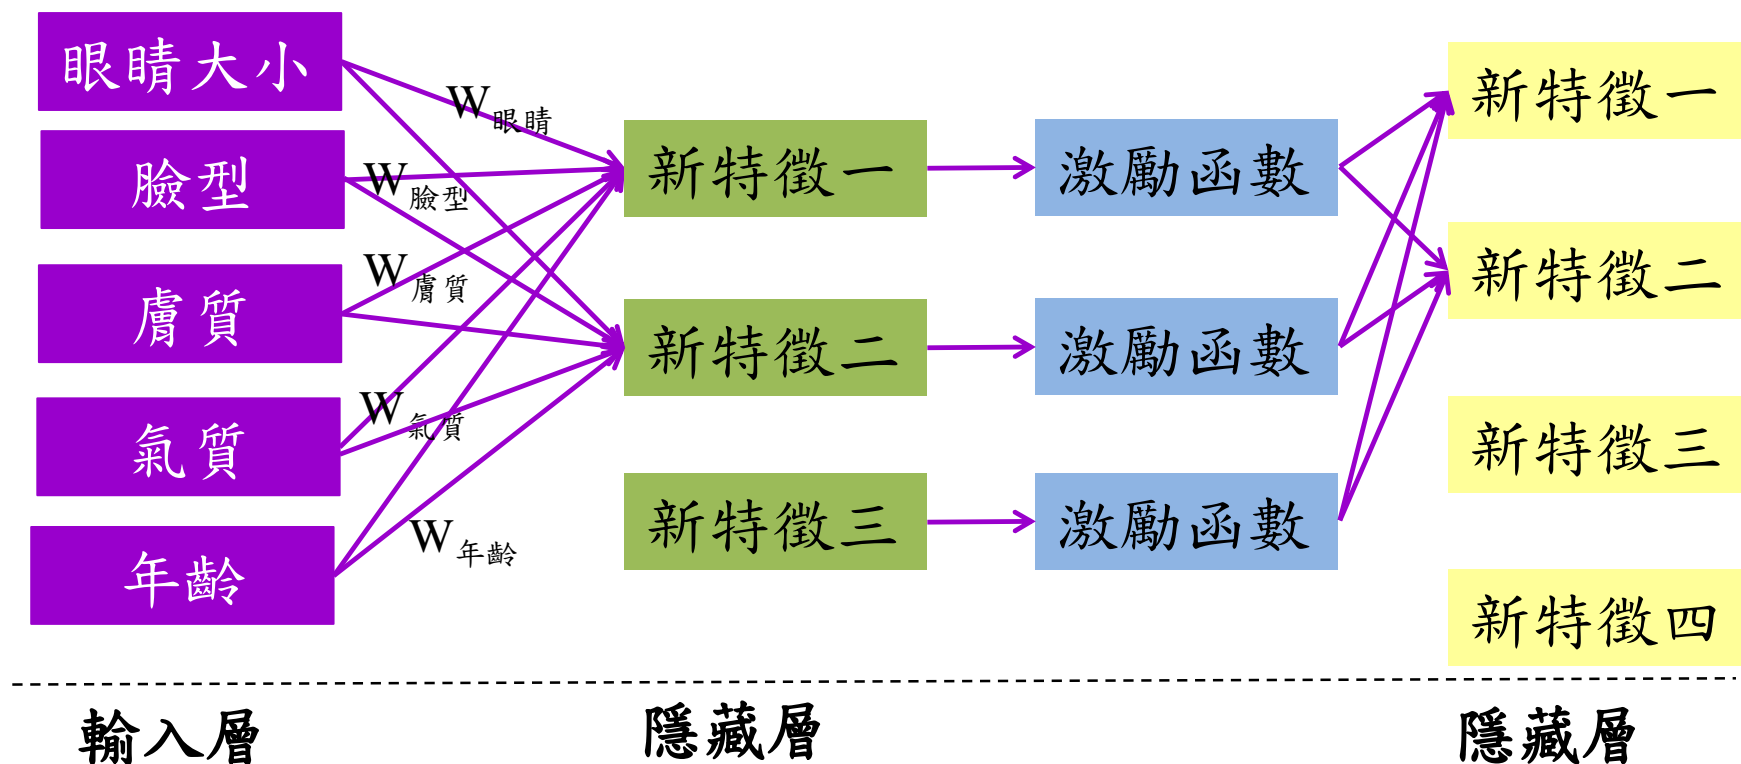 眼睛大小
臉型
膚質
氣質
年齡
W眼睛
W臉型
W膚質
W氣質
W年齡
新特徵一
新特徵二
新特徵三
激勵函數
激勵函數
激勵函數
新特徵一
新特徵二
新特徵三
新特徵四
輸入層
隱藏層
隱藏層